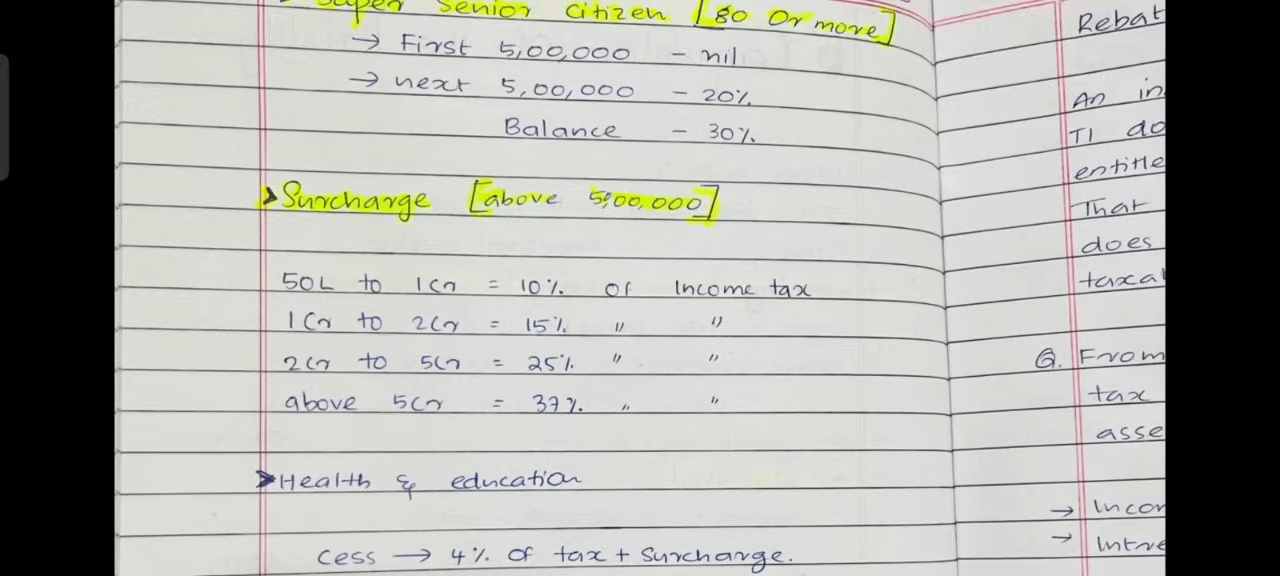 Super Senior Citizen [80 or more]
→ First 5,00,000 - nil
→ next 5,00,000 - 20%
Balance - 30%
➤ Surcharge [above 5,00,000]
50L to 1Cr = 10% of Income tax
1Cr to 2Cr = 15% " "
2Cr to 5Cr = 25% " "
above 5Cr = 37% " "
➤ Health & education
cess → 4% of tax + Surcharge.
Rebat
An in
TI do
entitle
That
does
taxa
Q. From
tax
asse
→ Incor
→ Intre